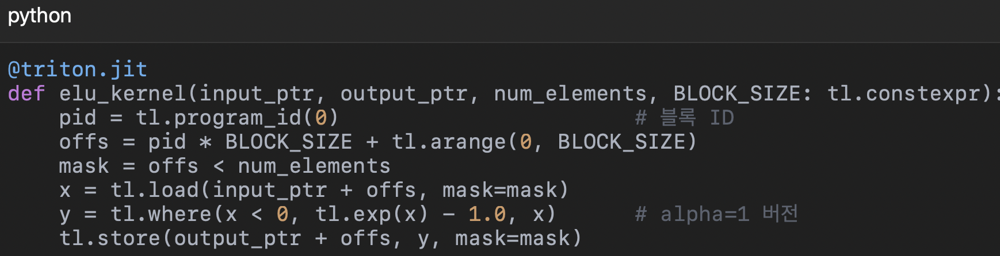 python
@triton.jit
def elu_kernel(input_ptr, output_ptr, num_elements, BLOCK_SIZE: tl.constexpr):
    pid = tl.program_id(0)                       # 블록 ID
    offs = pid * BLOCK_SIZE + tl.arange(0, BLOCK_SIZE)
    mask = offs < num_elements
    x = tl.load(input_ptr + offs, mask=mask)
    y = tl.where(x < 0, tl.exp(x) - 1.0, x)      # alpha=1 버전
    tl.store(output_ptr + offs, y, mask=mask)